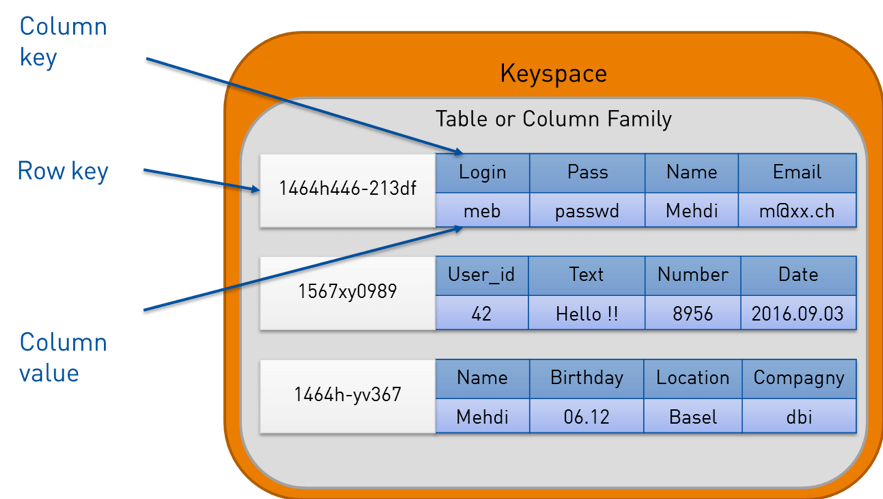 Column
key
Keyspace
Table or Column Family
Row key
1464h446-213df
Login Pass Name Email
meb passwd Mehdi m@xx.ch
1567xy0989
User_id Text Number Date
42 Hello !! 8956 2016.09.03
Column
value
1464h-yv367
Name Birthday Location Compagny
Mehdi 06.12 Basel dbi